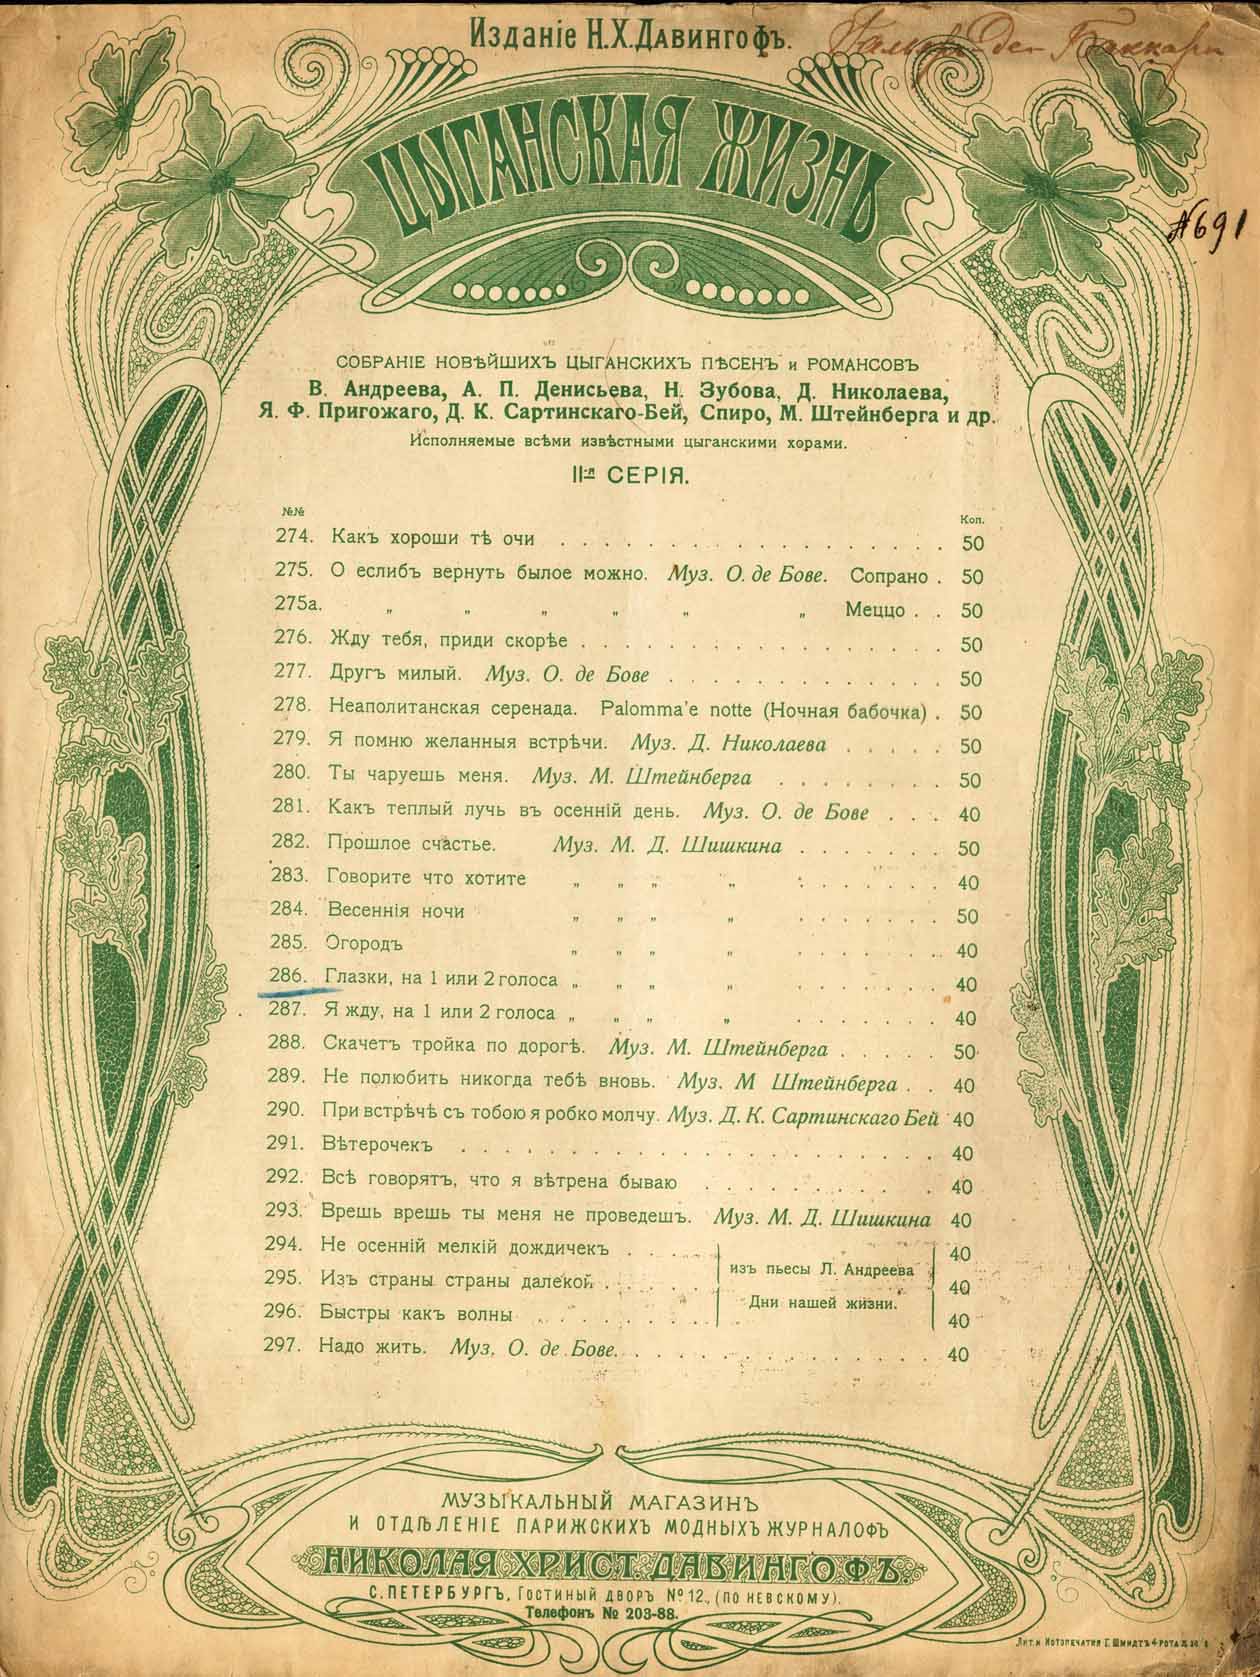 Изданіе Н.Х.Давингофъ.
Гальфр де Баккари
ЦЫГАНСКАЯ ЖИЗНЬ
№691
СОБРАНІЕ НОВѢЙШИХЪ ЦЫГАНСКИХЪ ПѢСЕНЪ и РОМАНСОВЪ
В. Андреева, А. П. Денисьева, Н. Зубова, Д. Николаева,
Я. Ф. Пригожаго, Д. К. Сартинскаго-Бей, Спиро, М. Штейнберга и др.
Исполняемые всѣми извѣстными цыганскими хорами.
II-я СЕРІЯ.
№№ Коп.
274. Какъ хороши тѣ очи . . . . . . . . . . . . . . . . . . 50
275. О еслибъ вернуть былое можно. Муз. О. де Бове. Сопрано . 50
275а. „ „ „ „ „ „ Меццо . . 50
276. Жду тебя, приди скорѣе . . . . . . . . . . . . . . . . . 50
277. Другъ милый. Муз. О. де Бове . . . . . . . . . . . . . 50
278. Неаполитанская серенада. Palomma'e notte (Ночная бабочка) . 50
279. Я помню желанныя встрѣчи. Муз. Д. Николаева . . . . . 50
280. Ты чаруешь меня. Муз. М. Штейнберга . . . . . . . . 50
281. Какъ теплый лучь въ осенній день. Муз. О. де Бове . . . 40
282. Прошлое счастье. Муз. М. Д. Шишкина . . . . . . . 50
283. Говорите что хотите „ „ „ „ . . . . . . . 40
284. Весеннія ночи „ „ „ „ . . . . . . . 50
285. Огородъ „ „ „ „ . . . . . . . 40
286. Глазки, на 1 или 2 голоса „ „ „ „ . . . . . . . 40
287. Я жду, на 1 или 2 голоса „ „ „ „ . . . . . . . 40
288. Скачетъ тройка по дорогѣ. Муз. М. Штейнберга . . . . . 50
289. Не полюбить никогда тебѣ вновь. Муз. М Штейнберга . . 40
290. При встрѣчѣ съ тобою я робко молчу. Муз. Д. К. Сартинскаго Бей 40
291. Вѣтерочекъ . . . . . . . . . . . . . . . . . . . . . 40
292. Всѣ говорятъ, что я вѣтрена бываю . . . . . . . . . . 40
293. Врешь врешь ты меня не проведешъ. Муз. М. Д. Шишкина 40
294. Не осенній мелкій дождичекъ . . . . . 40
из пьесы Л. Андреева
295. Изъ страны страны далекой . . . . . . 40
Дни нашей жизни.
296. Быстры какъ волны . . . . . . . . . . 40
297. Надо жить. Муз. О. де Бове. . . . . . . . . . . . . . . 40
МУЗЫКАЛЬНЫЙ МАГАЗИНЪ
И ОТДѢЛЕНІЕ ПАРИЖСКИХЪ МОДНЫХЪ ЖУРНАЛОФЪ
НИКОЛАЯ ХРИСТ. ДАВИНГОФЪ.
С. ПЕТЕРБУРГЪ, ГОСТИНЫЙ ДВОРЪ №12, (ПО НЕВСКОМУ).
Телефонъ № 203-88.
Лит. и Нотопечатня Г. Шмидтъ 4 рота